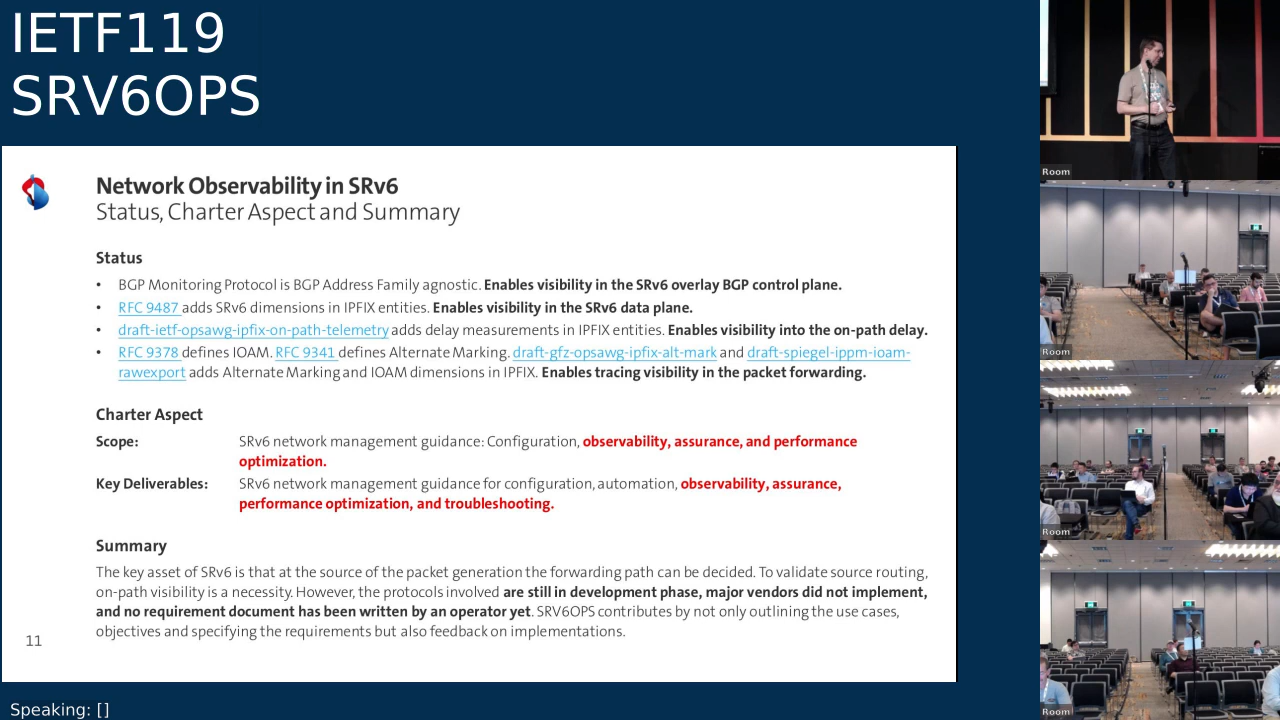 IETF119
SRV6OPS
Network Observability in SRv6
Status, Charter Aspect and Summary
Status
• BGP Monitoring Protocol is BGP Address Family agnostic. Enables visibility in the SRv6 overlay BGP control plane.
• RFC 9487 adds SRv6 dimensions in IPFIX entities. Enables visibility in the SRv6 data plane.
• draft-ietf-opsawg-ipfix-on-path-telemetry adds delay measurements in IPFIX entities. Enables visibility into the on-path delay.
• RFC 9378 defines IOAM. RFC 9341 defines Alternate Marking. draft-gfz-opsawg-ipfix-alt-mark and draft-spiegel-ippm-ioam-
rawexport adds Alternate Marking and IOAM dimensions in IPFIX. Enables tracing visibility in the packet forwarding.
Charter Aspect
Scope: SRv6 network management guidance: Configuration, observability, assurance, and performance
optimization.
Key Deliverables: SRv6 network management guidance for configuration, automation, observability, assurance,
performance optimization, and troubleshooting.
Summary
The key asset of SRv6 is that at the source of the packet generation the forwarding path can be decided. To validate source routing,
on-path visibility is a necessity. However, the protocols involved are still in development phase, major vendors did not implement,
and no requirement document has been written by an operator yet. SRV6OPS contributes by not only outlining the use cases,
objectives and specifying the requirements but also feedback on implementations.
11
Speaking: []
Room
Room
Room
Room